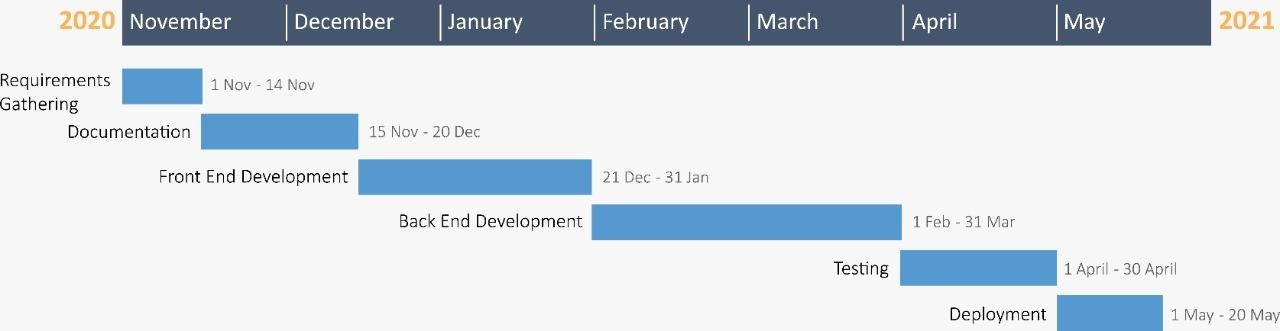 2020 November December January February March April May 2021
Requirements
Gathering
1 Nov - 14 Nov
Documentation 15 Nov - 20 Dec
Front End Development 21 Dec - 31 Jan
Back End Development 1 Feb - 31 Mar
Testing 1 April - 30 April
Deployment 1 May - 20 May